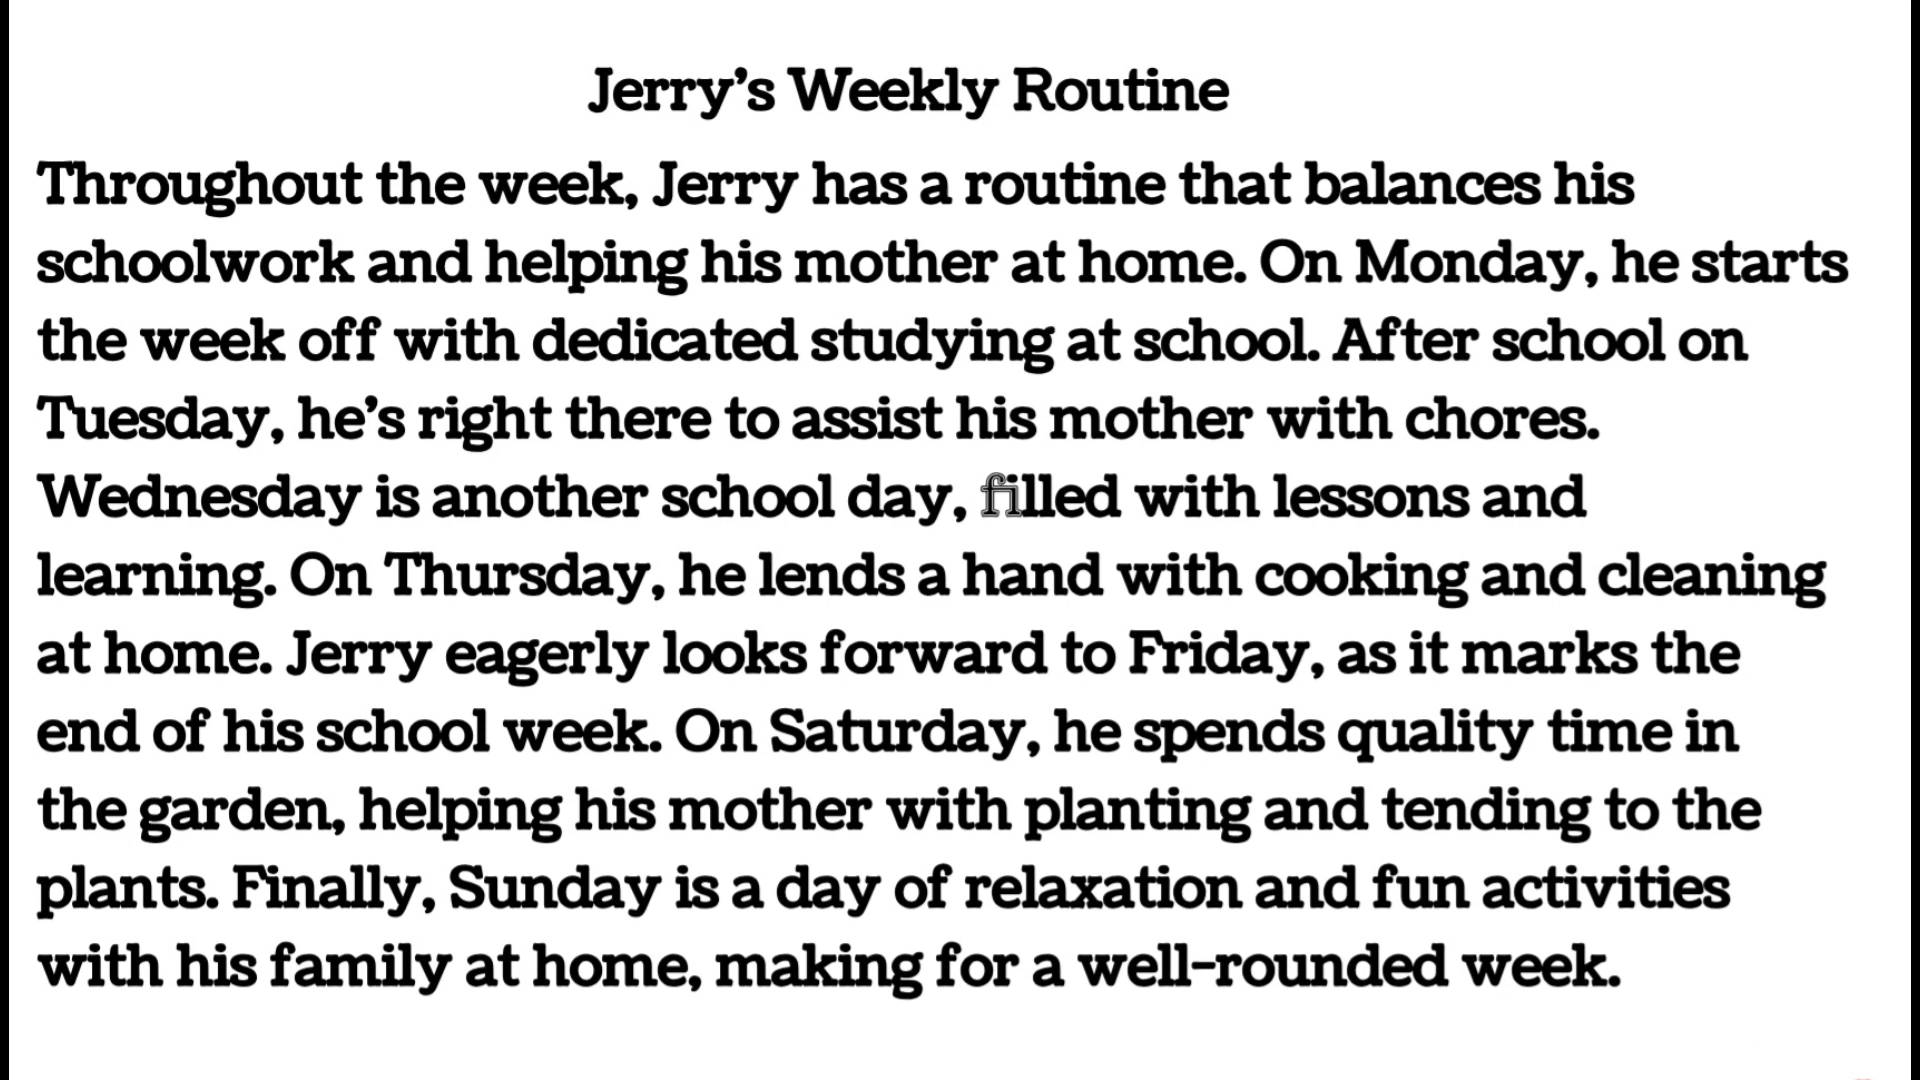 Jerry’s Weekly Routine
Throughout the week, Jerry has a routine that balances his
schoolwork and helping his mother at home. On Monday, he starts
the week off with dedicated studying at school. After school on
Tuesday, he’s right there to assist his mother with chores.
Wednesday is another school day, filled with lessons and
learning. On Thursday, he lends a hand with cooking and cleaning
at home. Jerry eagerly looks forward to Friday, as it marks the
end of his school week. On Saturday, he spends quality time in
the garden, helping his mother with planting and tending to the
plants. Finally, Sunday is a day of relaxation and fun activities
with his family at home, making for a well-rounded week.